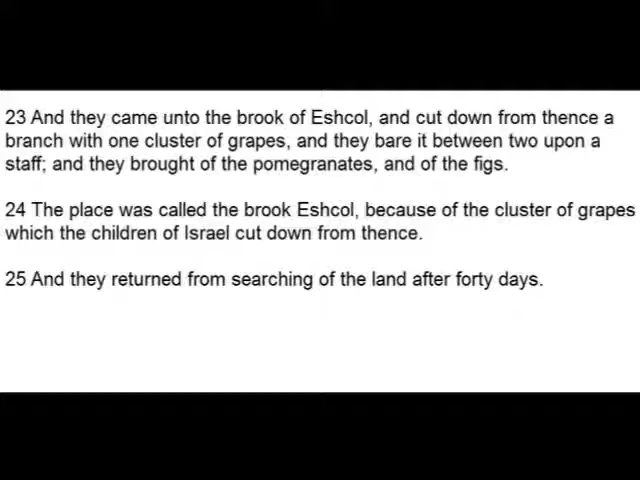 23 And they came unto the brook of Eshcol, and cut down from thence a
branch with one cluster of grapes, and they bare it between two upon a
staff; and they brought of the pomegranates, and of the figs.
24 The place was called the brook Eshcol, because of the cluster of grapes
which the children of Israel cut down from thence.
25 And they returned from searching of the land after forty days.